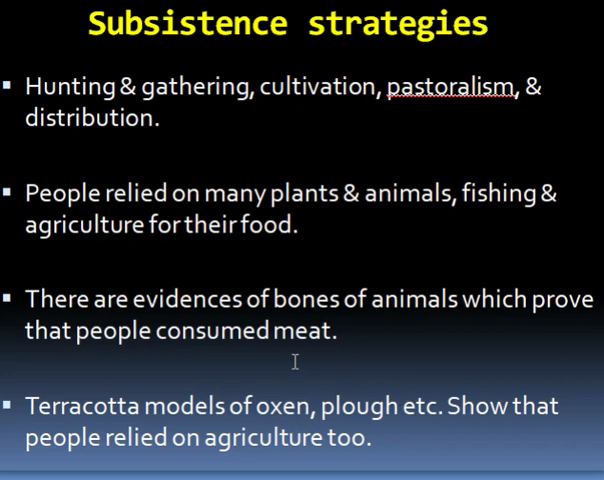 Subsistence strategies
▪ Hunting & gathering, cultivation, pastoralism, &
distribution.
▪ People relied on many plants & animals, fishing &
agriculture for their food.
▪ There are evidences of bones of animals which prove
that people consumed meat.
▪ Terracotta models of oxen, plough etc. Show that
people relied on agriculture too.